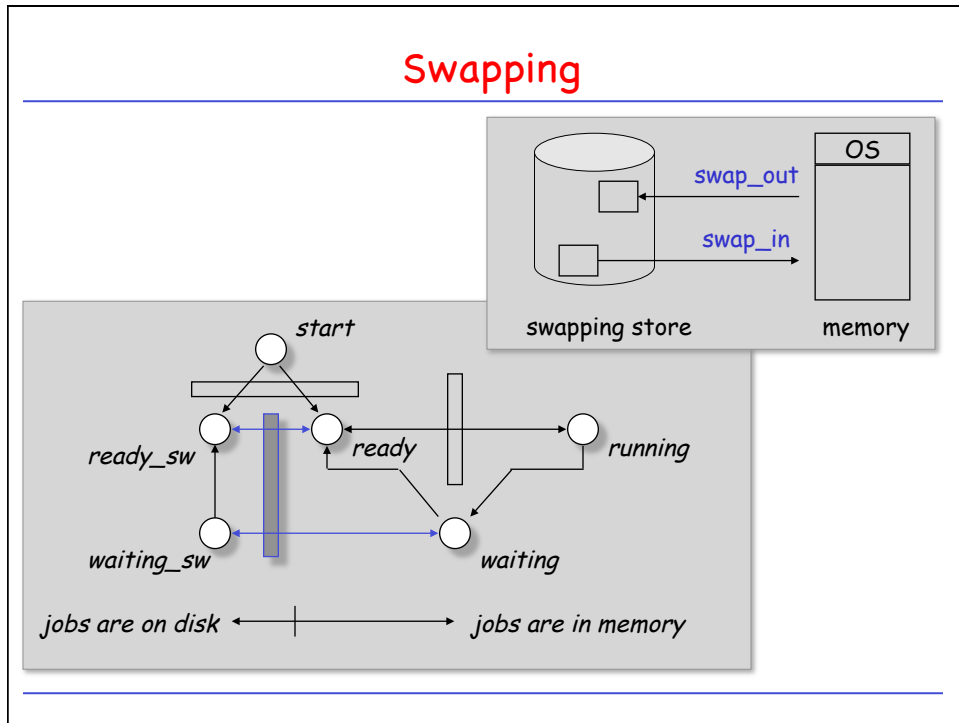 Swapping
OS
swap_out
swap_in
swapping store
memory
start
ready_sw
ready
running
waiting_sw
waiting
jobs are on disk
jobs are in memory